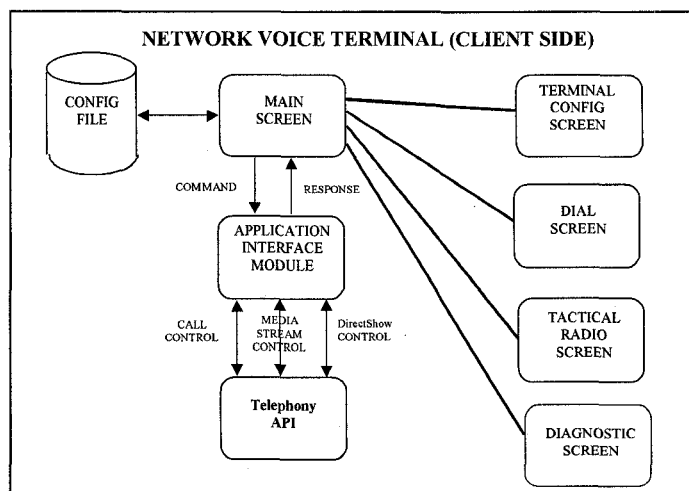 NETWORK VOICE TERMINAL (CLIENT SIDE)
CONFIG
FILE
MAIN
SCREEN
TERMINAL
CONFIG
SCREEN
COMMAND
RESPONSE
DIAL
SCREEN
APPLICATION
INTERFACE
MODULE
CALL
CONTROL
MEDIA
STREAM
CONTROL
DirectShow
CONTROL
TACTICAL
RADIO
SCREEN
Telephony
API
DIAGNOSTIC
SCREEN